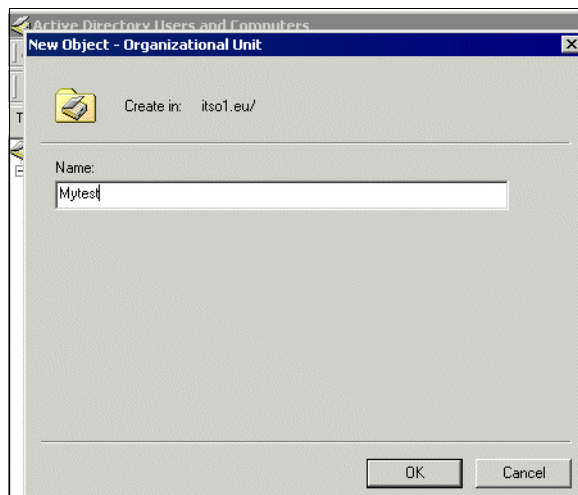 Active Directory Users and Computers
New Object - Organizational Unit
Create in: itso1.eu/
Name:
Mytest
OK Cancel